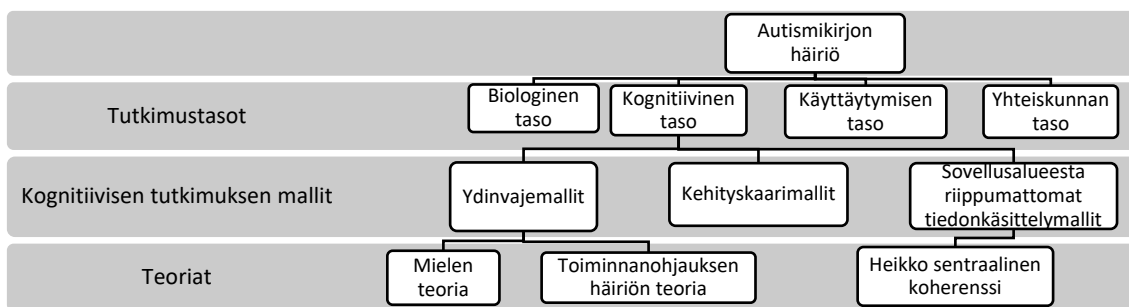 Autismikirjon
häiriö
Tutkimustasot
Biologinen
taso
Kognitiivinen
taso
Käyttäytymisen
taso
Yhteiskunnan
taso
Kognitiivisen tutkimuksen mallit
Ydinvajemallit
Kehityskaarimallit
Sovellusalueesta
riippumattomat
tiedonkäsittelymallit
Teoriat
Mielen
teoria
Toiminnanohjauksen
häiriön teoria
Heikko sentraalinen
koherenssi